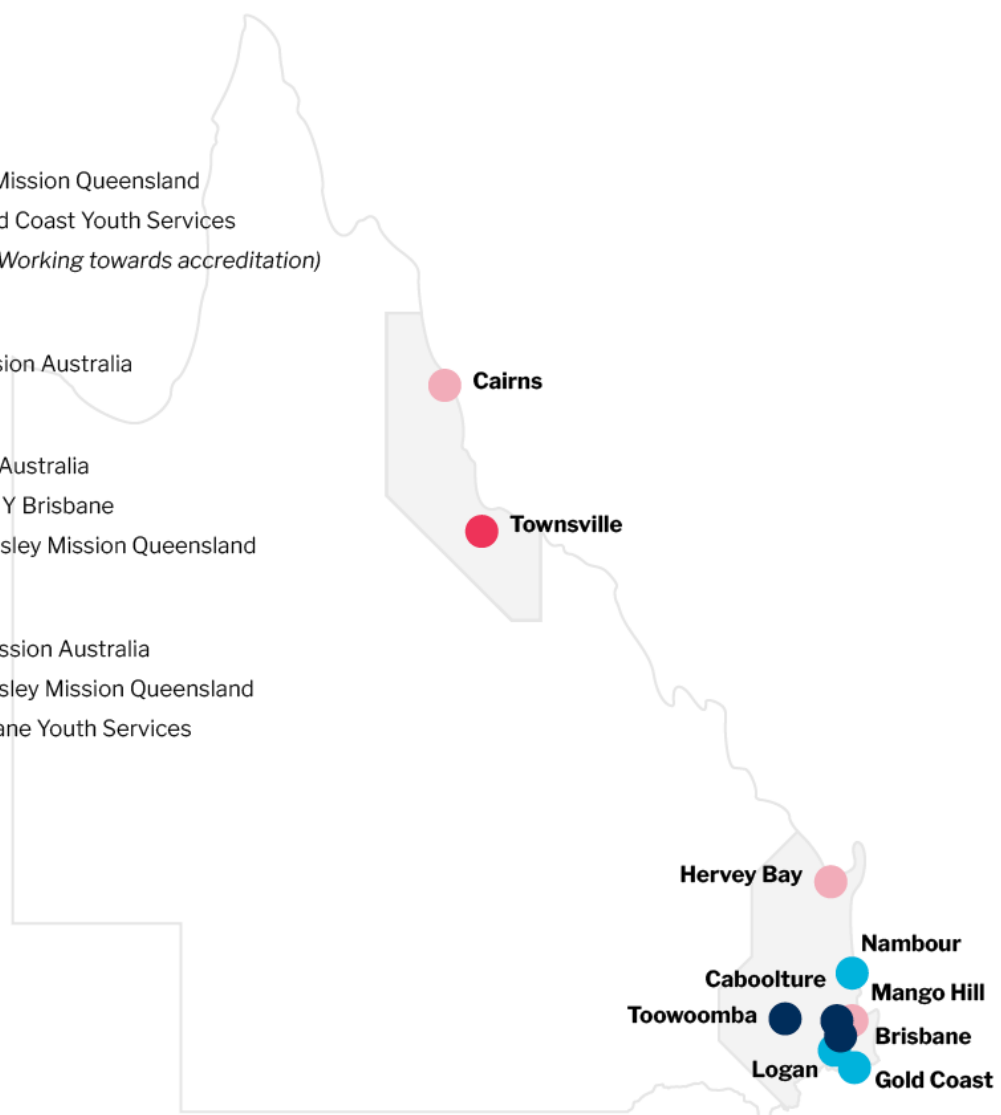 Mission Queensland
d Coast Youth Services
Working towards accreditation)
sion Australia
Australia
Y Brisbane
sley Mission Queensland
ssion Australia
sley Mission Queensland
ane Youth Services
Cairns
Townsville
Hervey Bay
Nambour
Caboolture
Mango Hill
Toowoomba
Brisbane
Logan
Gold Coast